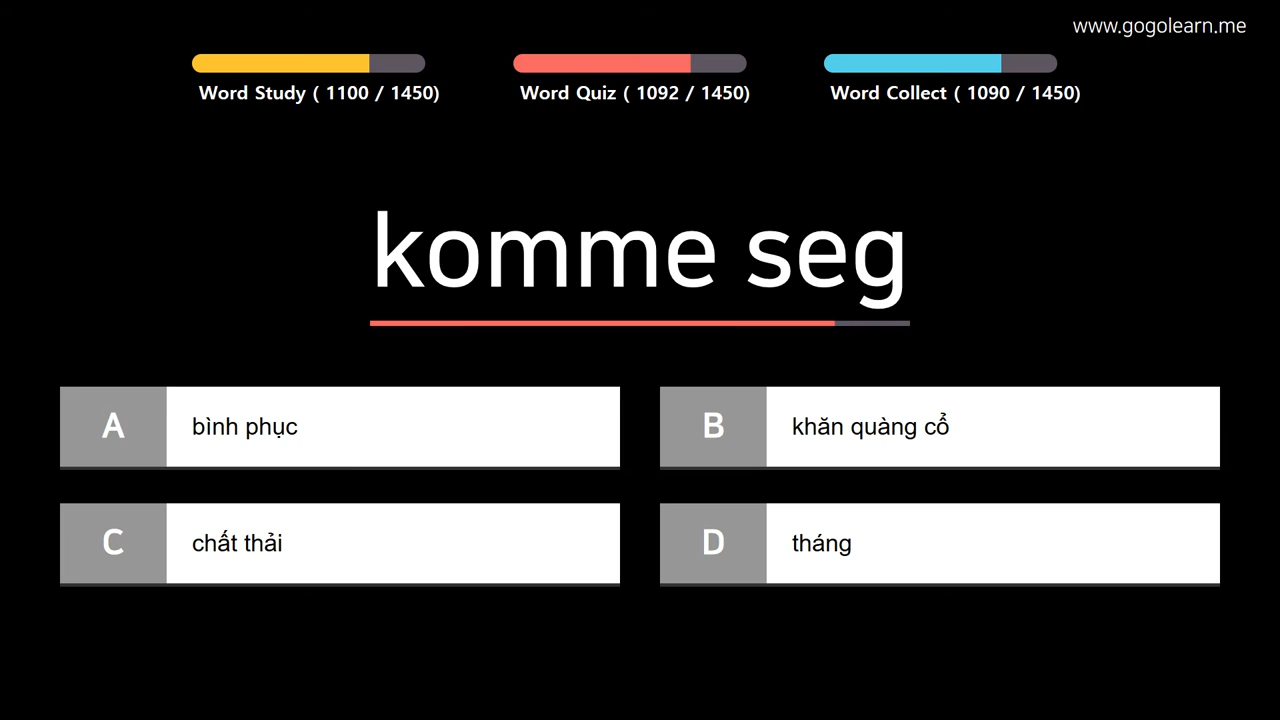 www.gogolearn.me
Word Study ( 1100 / 1450)
Word Quiz ( 1092 / 1450)
Word Collect ( 1090 / 1450)
komme seg
A bình phục
B khăn quàng cổ
C chất thải
D tháng